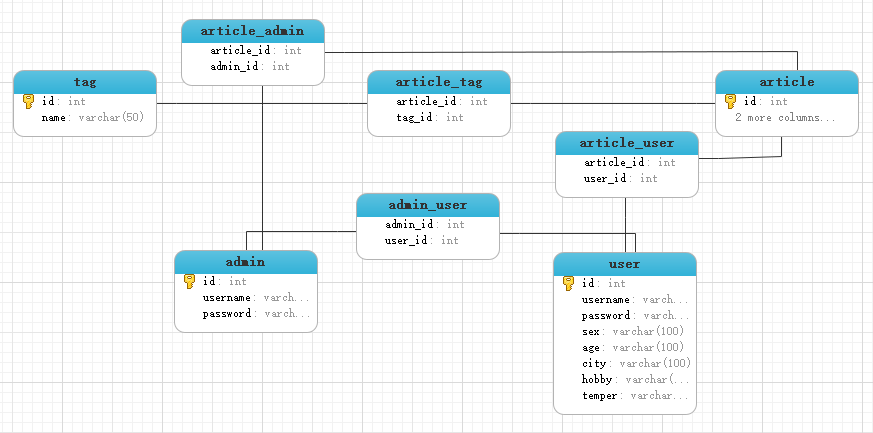 article_admin
article_id: int
admin_id: int
tag
id: int
name: varchar(50)
article_tag
article_id: int
tag_id: int
article
id: int
2 more columns...
article_user
article_id: int
user_id: int
admin_user
admin_id: int
user_id: int
admin
id: int
username: varch...
password: varch...
user
id: int
username: varch...
password: varch...
sex: varchar(100)
age: varchar(100)
city: varchar(100)
hobby: varchar(...
temper: varchar...